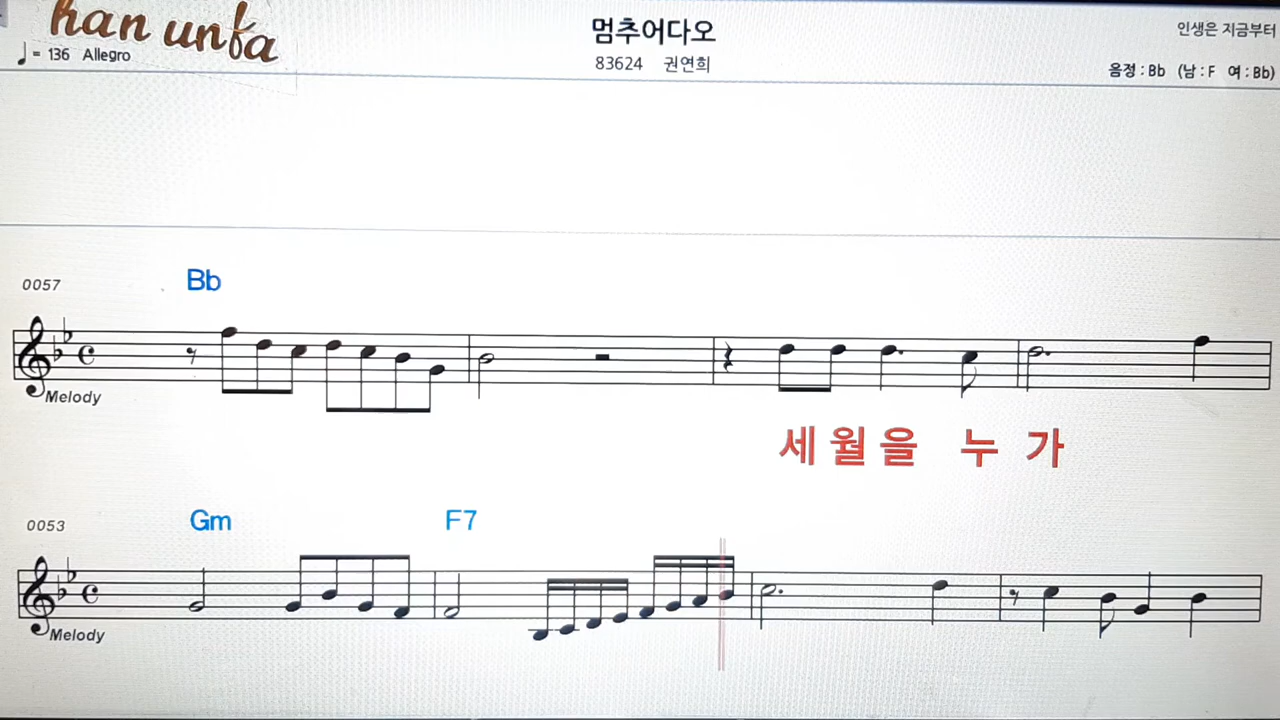 han unfa
♩= 136 Allegro
멈추어다오
83624 권연희
인생은 지금부터
음정 : Bb (남 : F 여 : Bb)
0057
Bb
Melody
세 월 을 누 가
0053
Gm F7
Melody